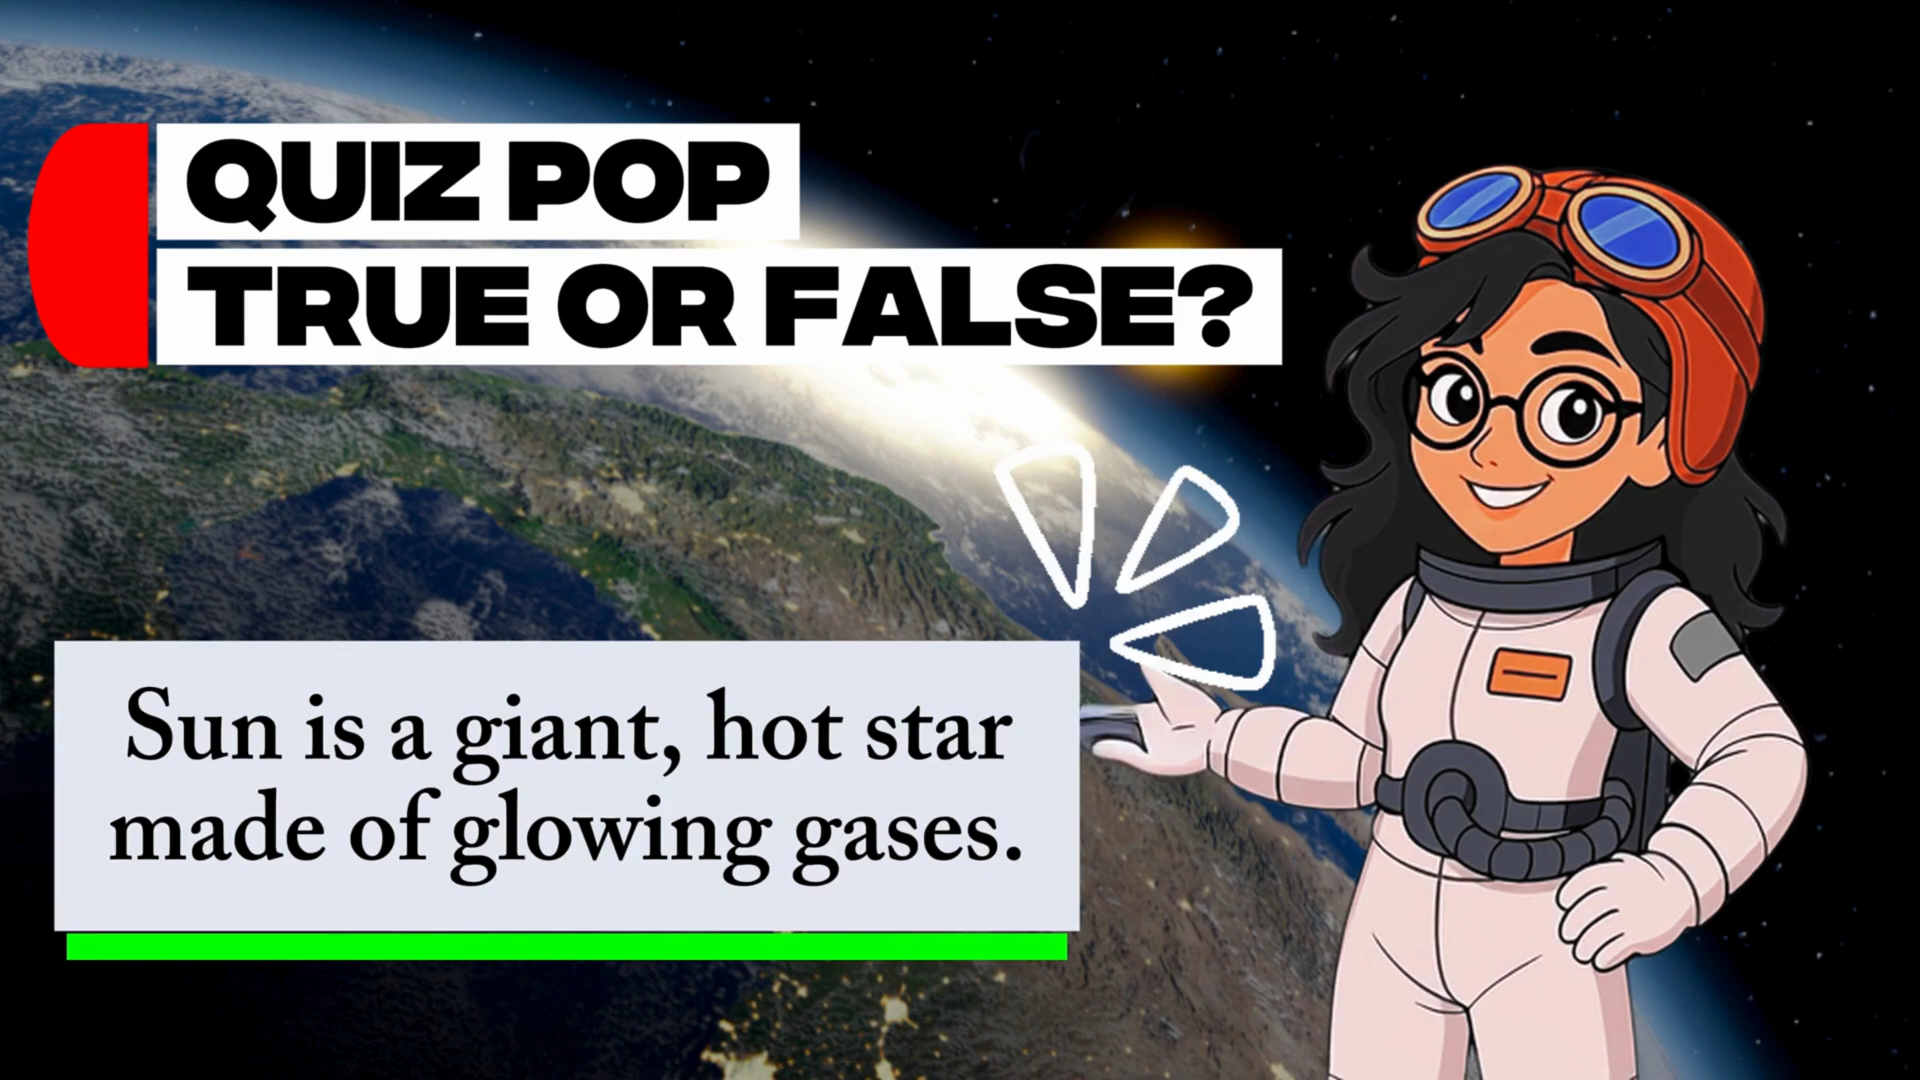 QUIZ POP
TRUE OR FALSE?
Sun is a giant, hot star
made of glowing gases.